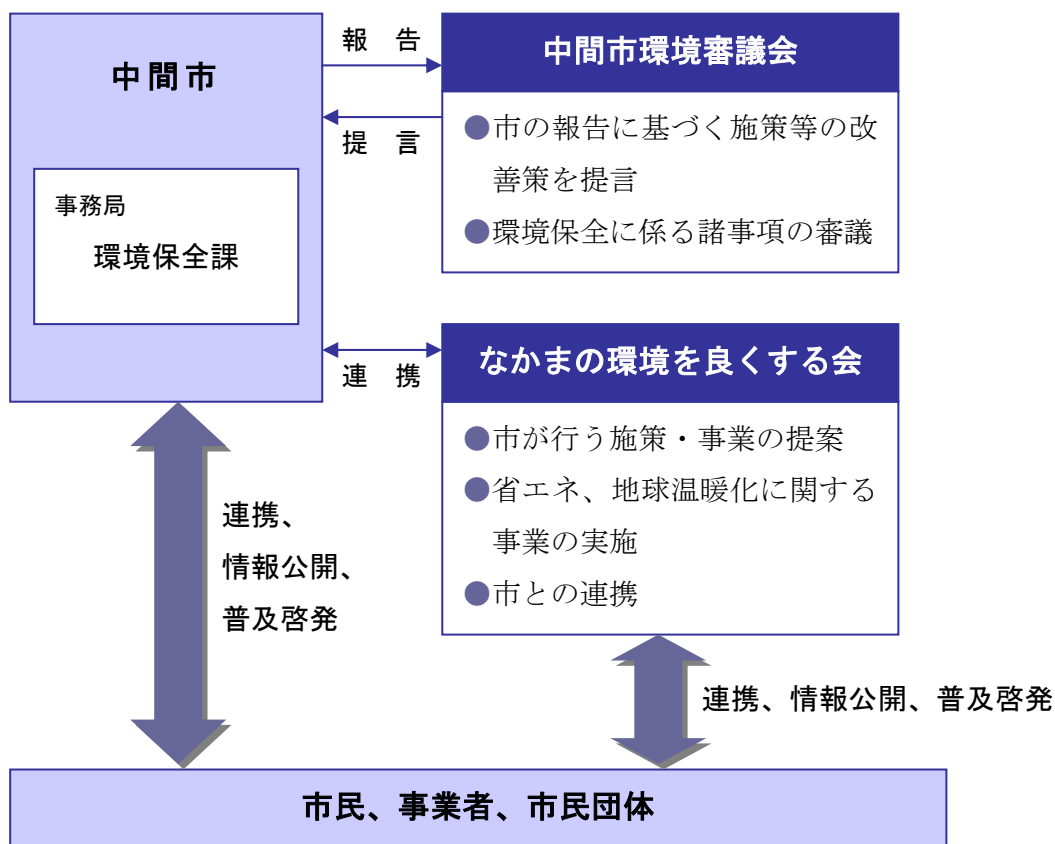 中間市
事務局
環境保全課
報 告
提 言
中間市環境審議会
●市の報告に基づく施策等の改
善策を提言
●環境保全に係る諸事項の審議
連 携
なかまの環境を良くする会
●市が行う施策・事業の提案
●省エネ、地球温暖化に関する
事業の実施
●市との連携
連携、
情報公開、
普及啓発
連携、情報公開、普及啓発
市民、事業者、市民団体